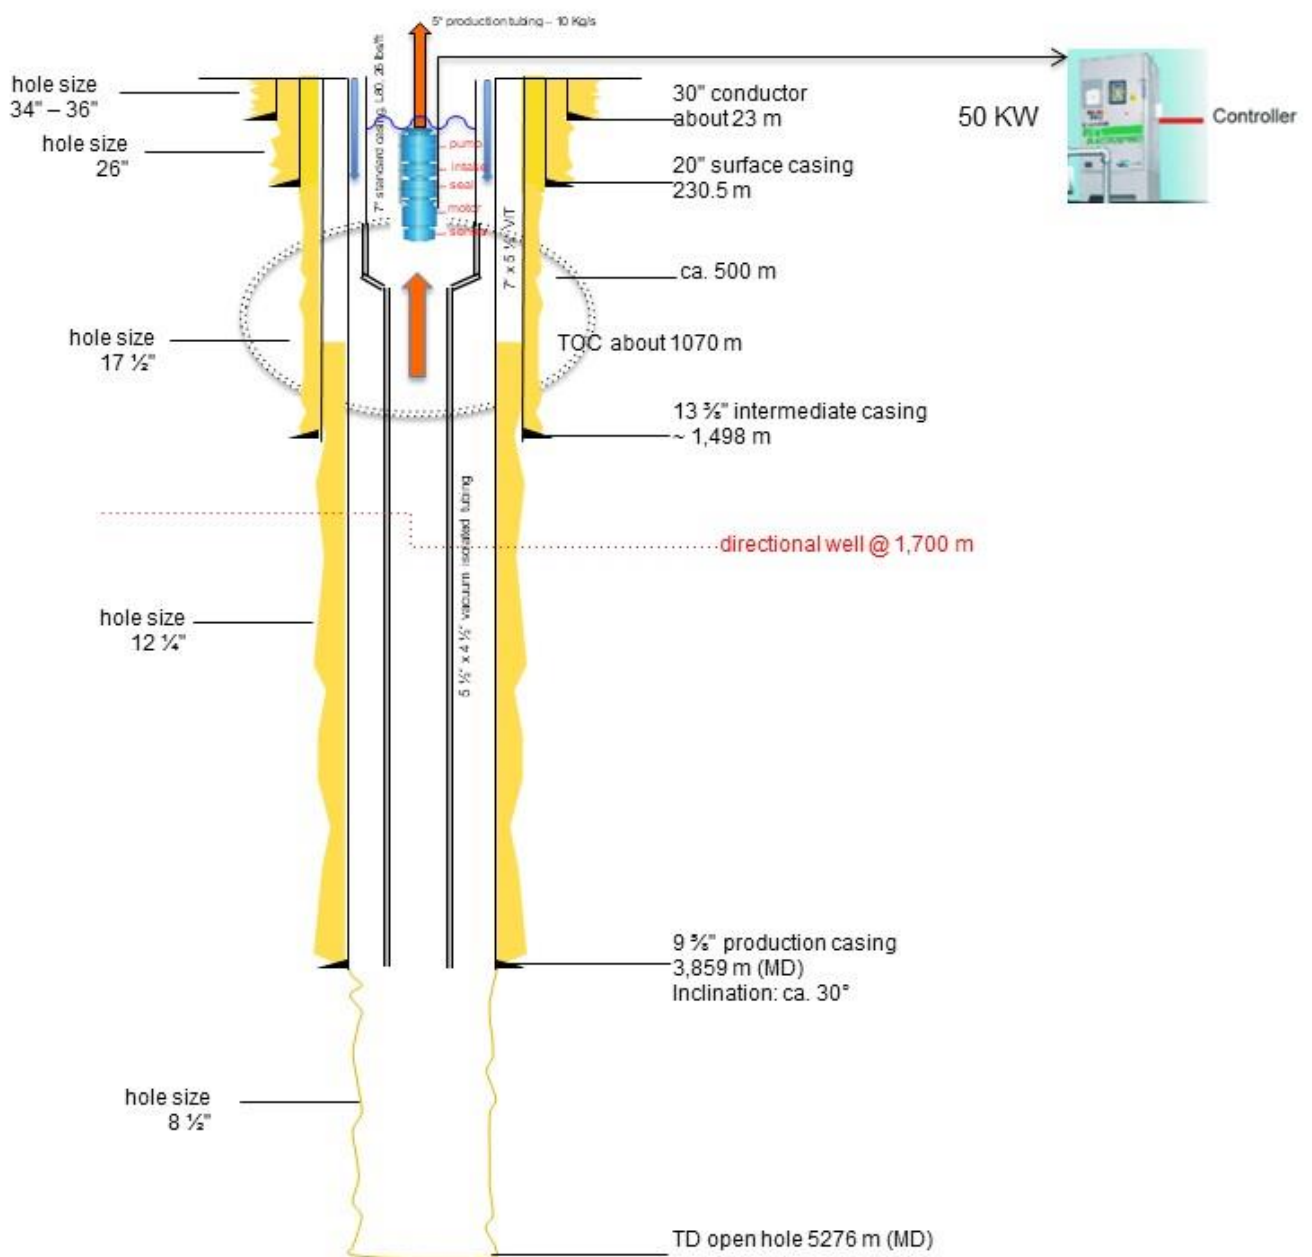 5" production tubing – 10 Kg/s
hole size
34" – 36"
hole size
26"
7" standard casing, L80, 26 lbs/ft
pump
intake
seal
motor
sensor
30" conductor
about 23 m
20" surface casing
230.5 m
50 KW
Controller
7" x 5 ½" VIT
ca. 500 m
hole size
17 ½"
TOC about 1070 m
13 ⅜" intermediate casing
~ 1,498 m
5 ½" x 4 ½" vacuum isolated tubing
directional well @ 1,700 m
hole size
12 ¼"
9 ⅝" production casing
3,859 m (MD)
Inclination: ca. 30°
hole size
8 ½"
TD open hole 5276 m (MD)